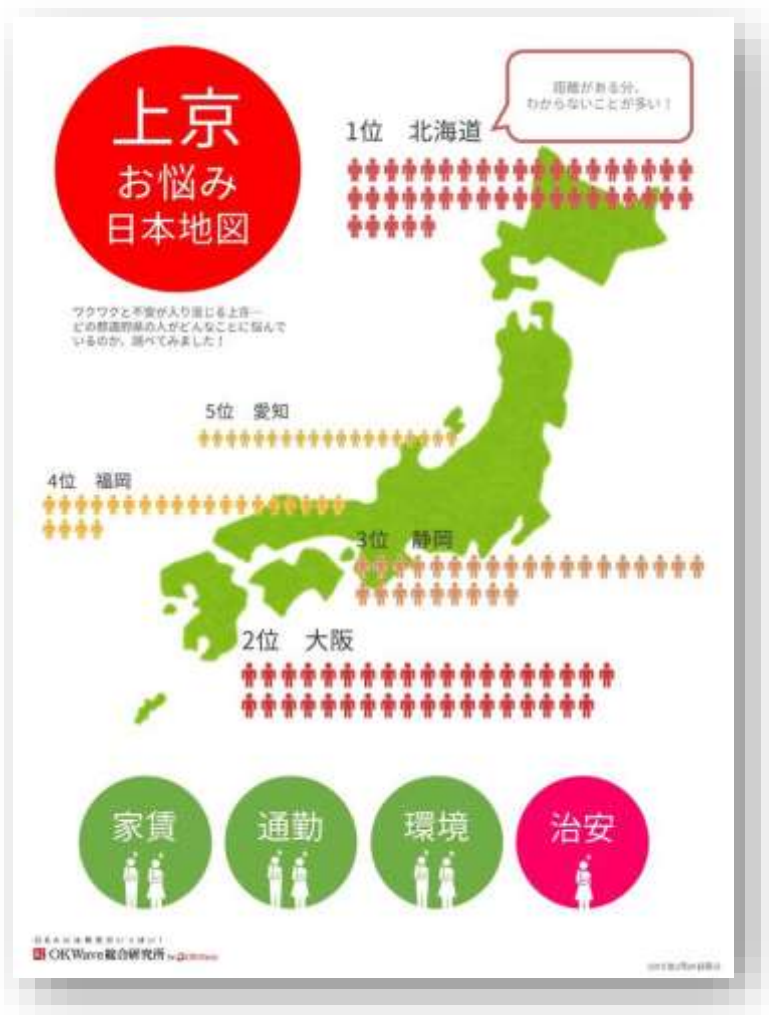 上京
お悩み
日本地図
距離がある分、
わからないことが多い！
1位 北海道
ワクワクと不安が入り混じる上京…
どの都道府県の人がどんなことに悩んで
いるのか、調べてみました！
5位 愛知
4位 福岡
3位 静岡
2位 大阪
家賃
通勤
環境
治安
OKWave総合研究所